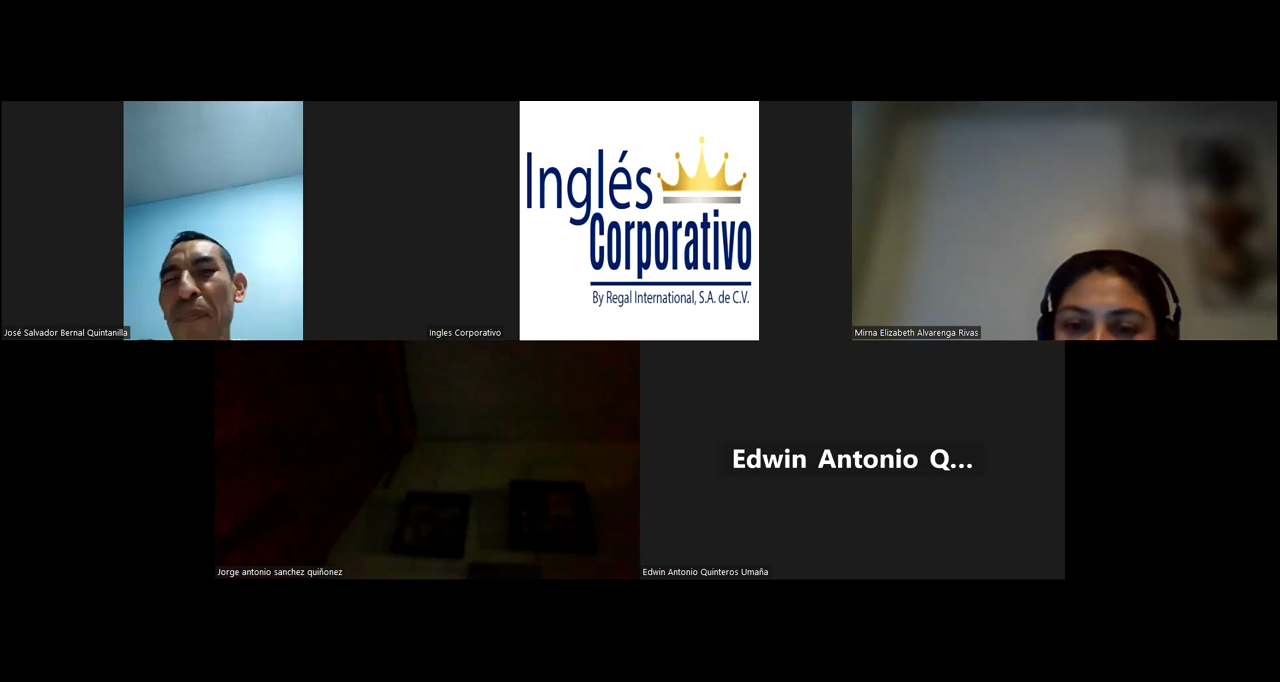 Inglés
Corporativo
By Regal International, S.A. de C.V.
José Salvador Bernal Quintanilla
Ingles Corporativo
Mirna Elizabeth Alvarenga Rivas
Edwin Antonio Q...
Jorge antonio sanchez quiñonez
Edwin Antonio Quinteros Umaña